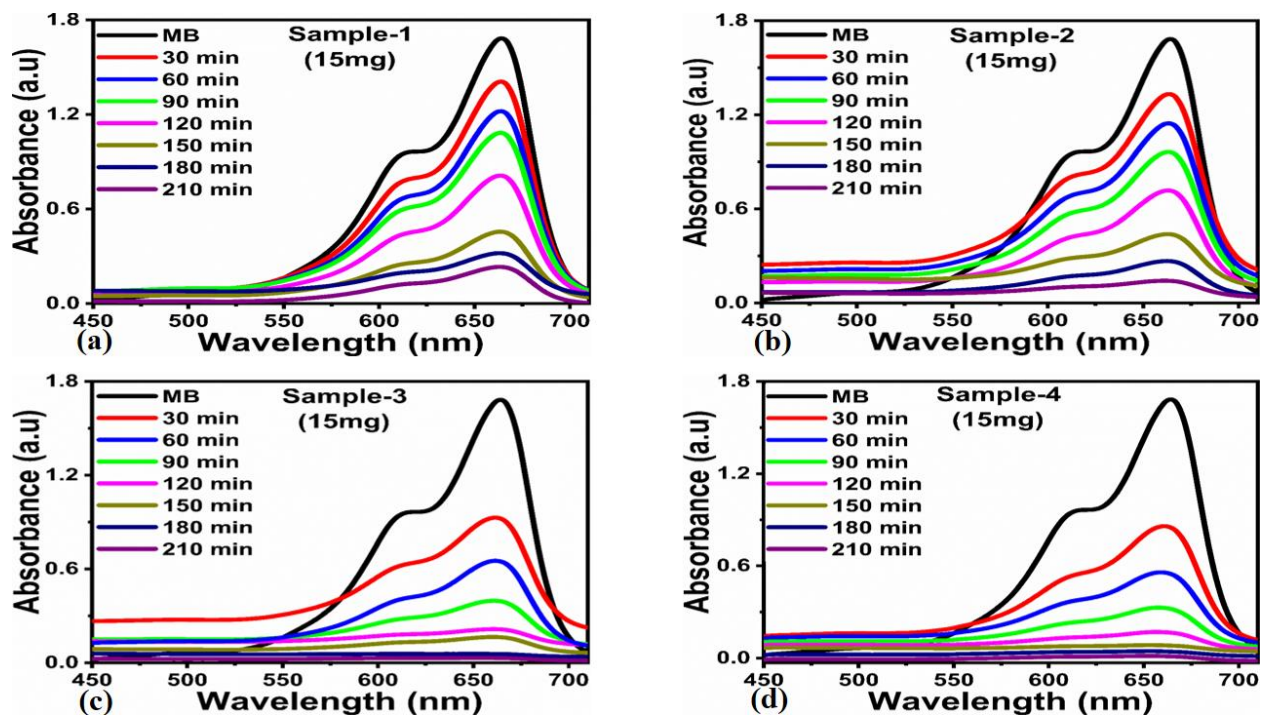 Sample-1
(15mg)
MB
30 min
60 min
90 min
120 min
150 min
180 min
210 min
Absorbance (a.u)
1.8
1.2
0.6
0.0
450 500 550 600 650 700
(a)
Wavelength (nm)
Sample-2
(15mg)
MB
30 min
60 min
90 min
120 min
150 min
180 min
210 min
Absorbance (a.u)
1.8
1.2
0.6
0.0
450 500 550 600 650 700
(b)
Wavelength (nm)
Sample-3
(15mg)
MB
30 min
60 min
90 min
120 min
150 min
180 min
210 min
Absorbance (a.u)
1.8
1.2
0.6
0.0
450 500 550 600 650 700
(c)
Wavelength (nm)
Sample-4
(15mg)
MB
30 min
60 min
90 min
120 min
150 min
180 min
210 min
Absorbance (a.u)
1.8
1.2
0.6
0.0
450 500 550 600 650 700
(d)
Wavelength (nm)